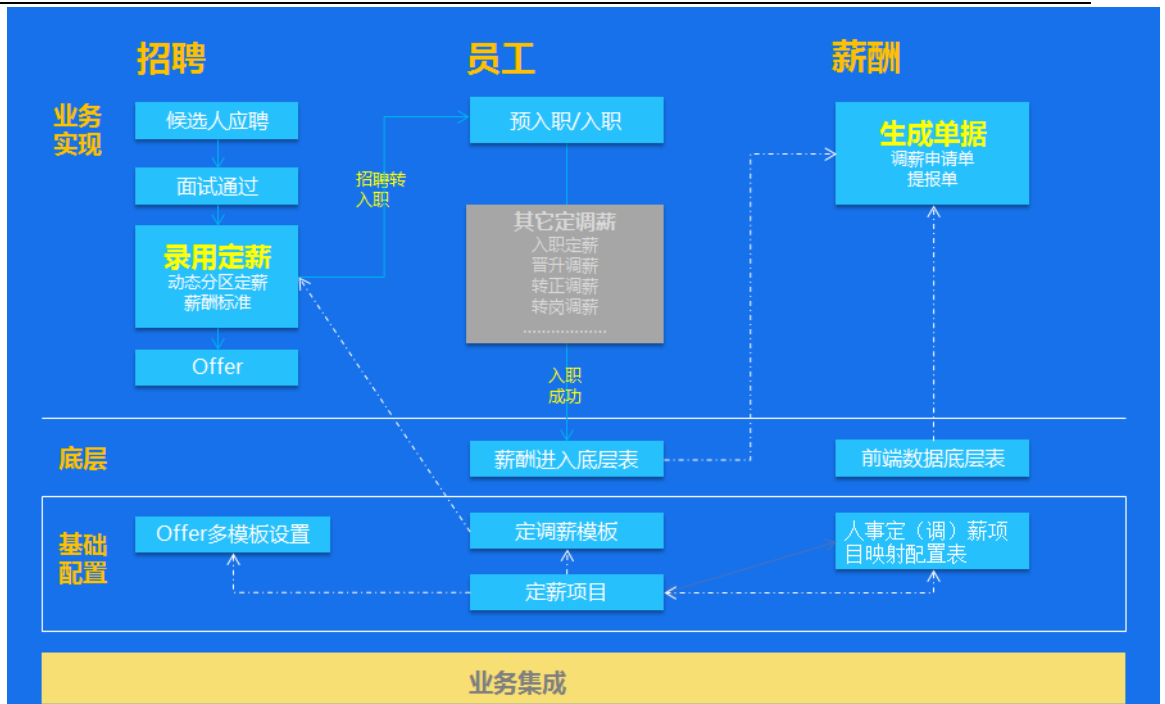 招聘
员工
薪酬
业务
实现
候选人应聘
面试通过
录用定薪
动态分区定薪
薪酬标准
Offer
招聘转
入职
预入职/入职
其它定调薪
入职定薪
晋升调薪
转正调薪
转岗调薪
..................
入职
成功
生成单据
调薪申请单
提报单
底层
薪酬进入底层表
前端数据底层表
基础
配置
Offer多模板设置
定调薪模板
定薪项目
人事定（调）薪项
目映射配置表
业务集成